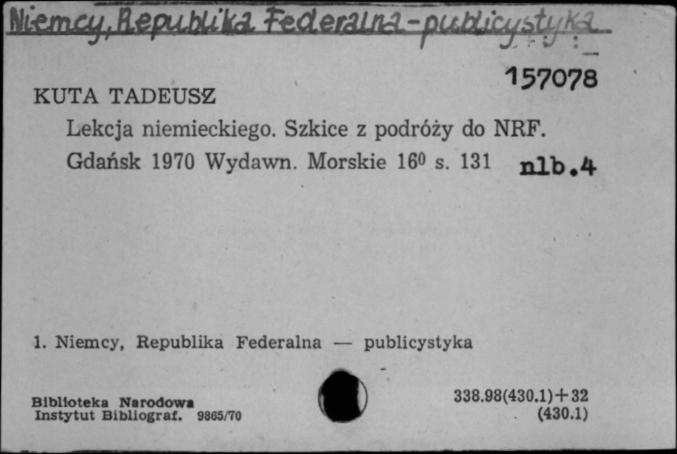 Niemcy, Republika Federalna - publicystyka
157078
KUTA TADEUSZ
Lekcja niemieckiego. Szkice z podróży do NRF.
Gdańsk 1970 Wydawn. Morskie 16⁰ s. 131 nlb.4
1. Niemcy, Republika Federalna — publicystyka
Biblioteka Narodowa
Instytut Bibliograf. 9865/70
338.98(430.1)+32
(430.1)